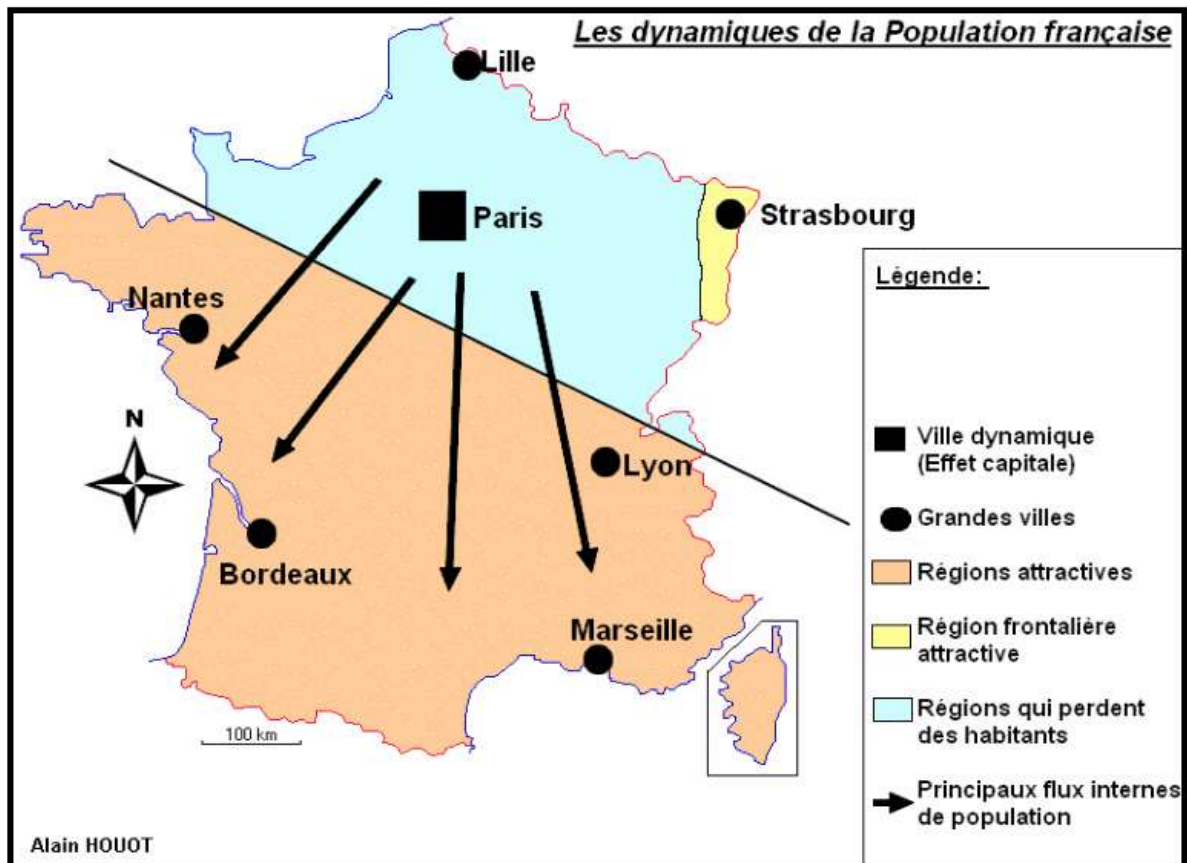 Les dynamiques de la Population française
Lille
Paris
Strasbourg
Nantes
N
Lyon
Bordeaux
Marseille
100 km
Légende:
Ville dynamique
(Effet capitale)
Grandes villes
Régions attractives
Région frontalière
attractive
Régions qui perdent
des habitants
Principaux flux internes
de population
Alain HOUOT